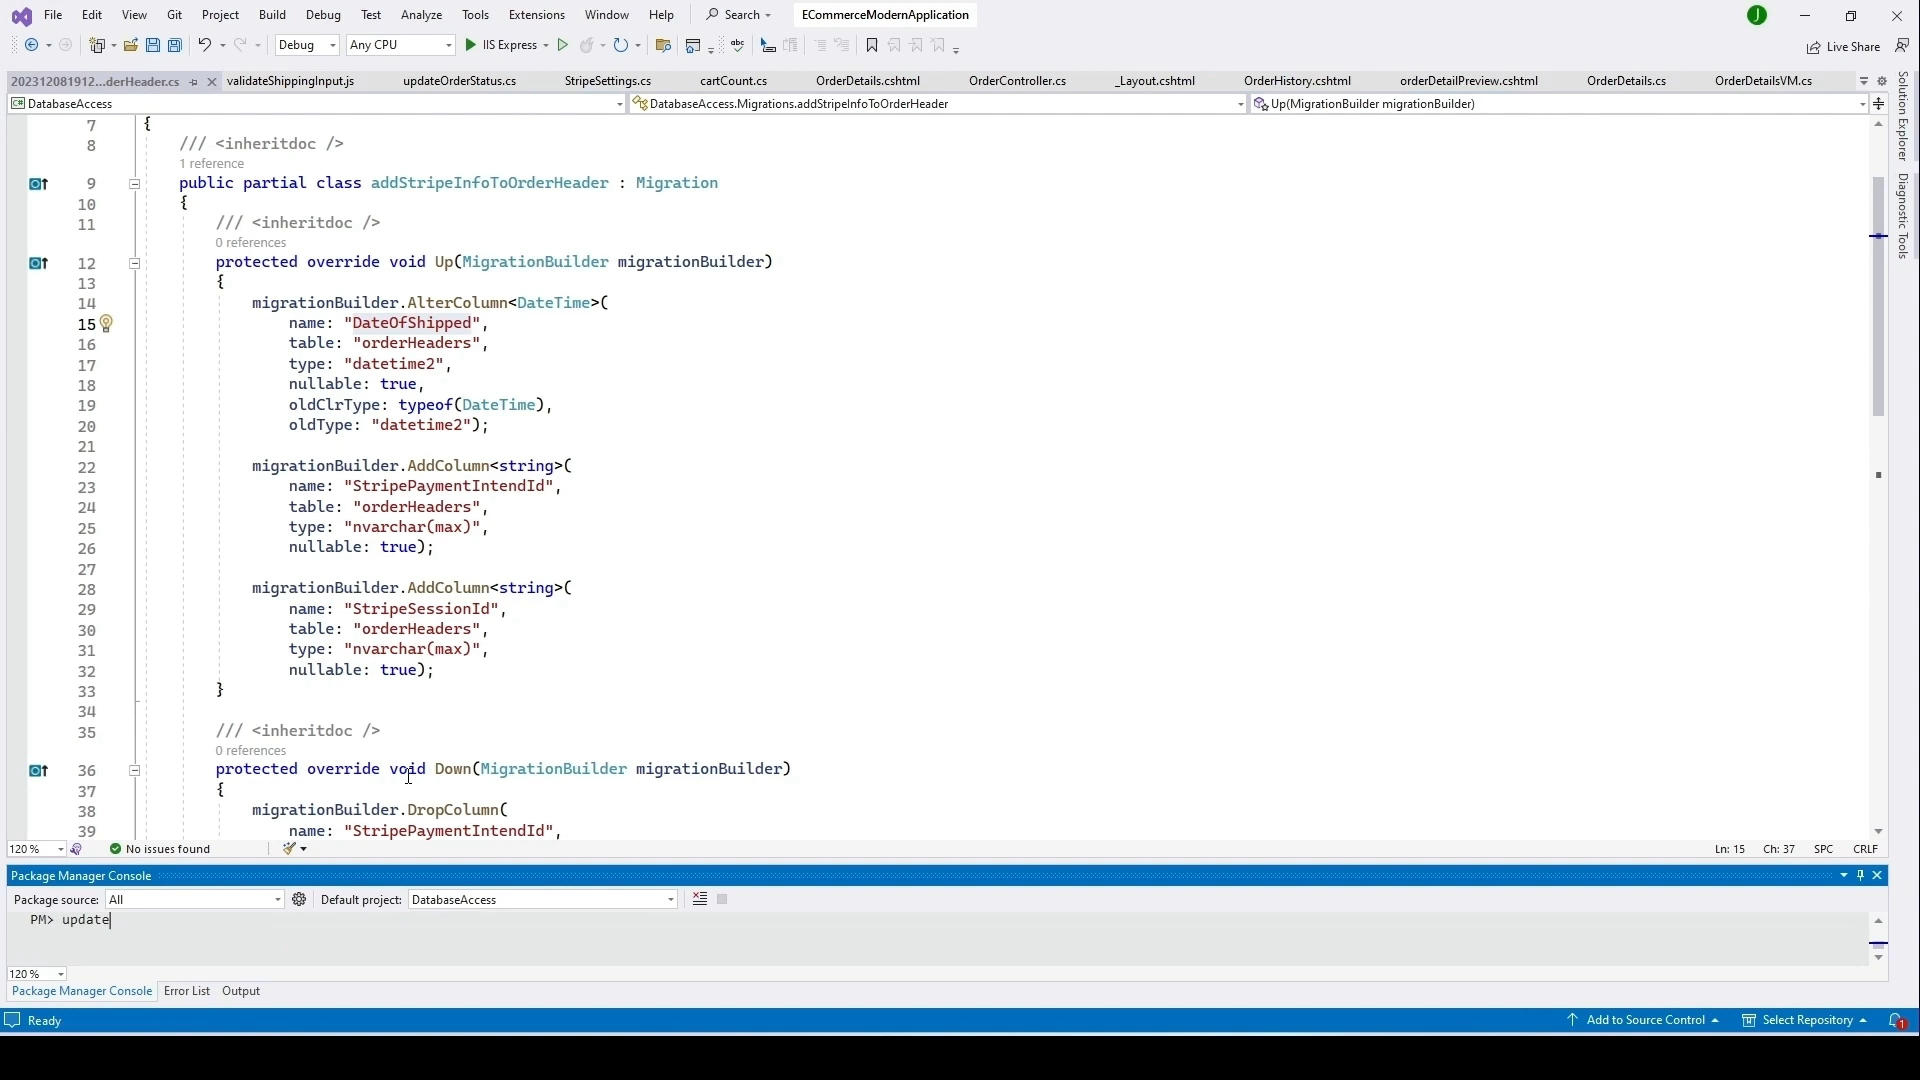 File Edit View Git Project Build Debug Test Analyze Tools Extensions Window Help Search ECommerceModernApplication J
Debug Any CPU IIS Express Live Share
202312081912...derHeader.cs validateShippingInput.js updateOrderStatus.cs StripeSettings.cs cartCount.cs OrderDetails.cshtml OrderController.cs _Layout.cshtml OrderHistory.cshtml orderDetailPreview.cshtml OrderDetails.cs OrderDetailsVM.cs
DatabaseAccess DatabaseAccess.Migrations.addStripeInfoToOrderHeader Up(MigrationBuilder migrationBuilder)
Solution Explorer
Diagnostic Tools
7 {
8 /// <inheritdoc />
1 reference
9 public partial class addStripeInfoToOrderHeader : Migration
10 {
11 /// <inheritdoc />
0 references
12 protected override void Up(MigrationBuilder migrationBuilder)
13 {
14 migrationBuilder.AlterColumn<DateTime>(
15 name: "DateOfShipped",
16 table: "orderHeaders",
17 type: "datetime2",
18 nullable: true,
19 oldClrType: typeof(DateTime),
20 oldType: "datetime2");
21
22 migrationBuilder.AddColumn<string>(
23 name: "StripePaymentIntendId",
24 table: "orderHeaders",
25 type: "nvarchar(max)",
26 nullable: true);
27
28 migrationBuilder.AddColumn<string>(
29 name: "StripeSessionId",
30 table: "orderHeaders",
31 type: "nvarchar(max)",
32 nullable: true);
33 }
34
35 /// <inheritdoc />
0 references
36 protected override void Down(MigrationBuilder migrationBuilder)
37 {
38 migrationBuilder.DropColumn(
39 name: "StripePaymentIntendId",
120 % No issues found Ln: 15 Ch: 37 SPC CRLF
Package Manager Console
Package source: All Default project: DatabaseAccess
PM> update
120 %
Package Manager Console Error List Output
Ready Add to Source Control Select Repository 1